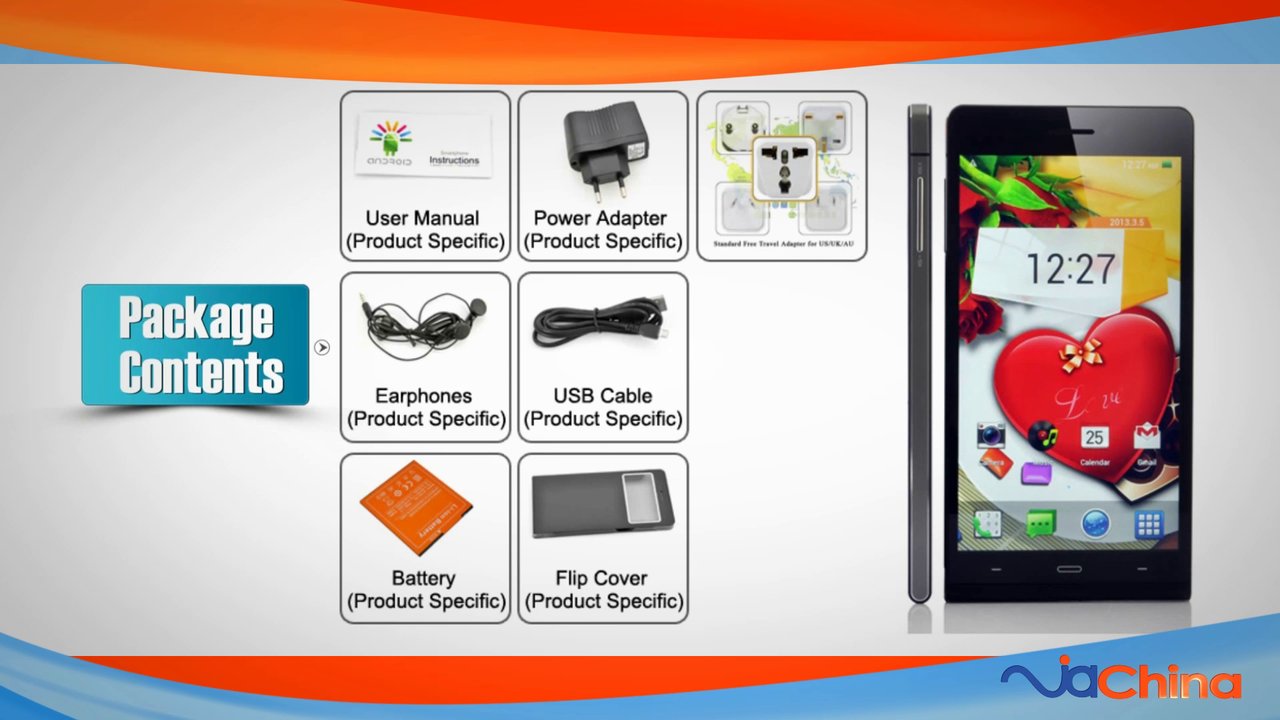 Package
Contents
ANDROID
Smartphone
Instructions
User Manual
(Product Specific)
Power Adapter
(Product Specific)
Standard Free Travel Adapter for US/UK/AU
Earphones
(Product Specific)
USB Cable
(Product Specific)
Li-ion Battery
Battery
(Product Specific)
Flip Cover
(Product Specific)
12:27
2013.3.5
12:27
Love
25
Camera
Music
Calendar
Gmail
ViaChina